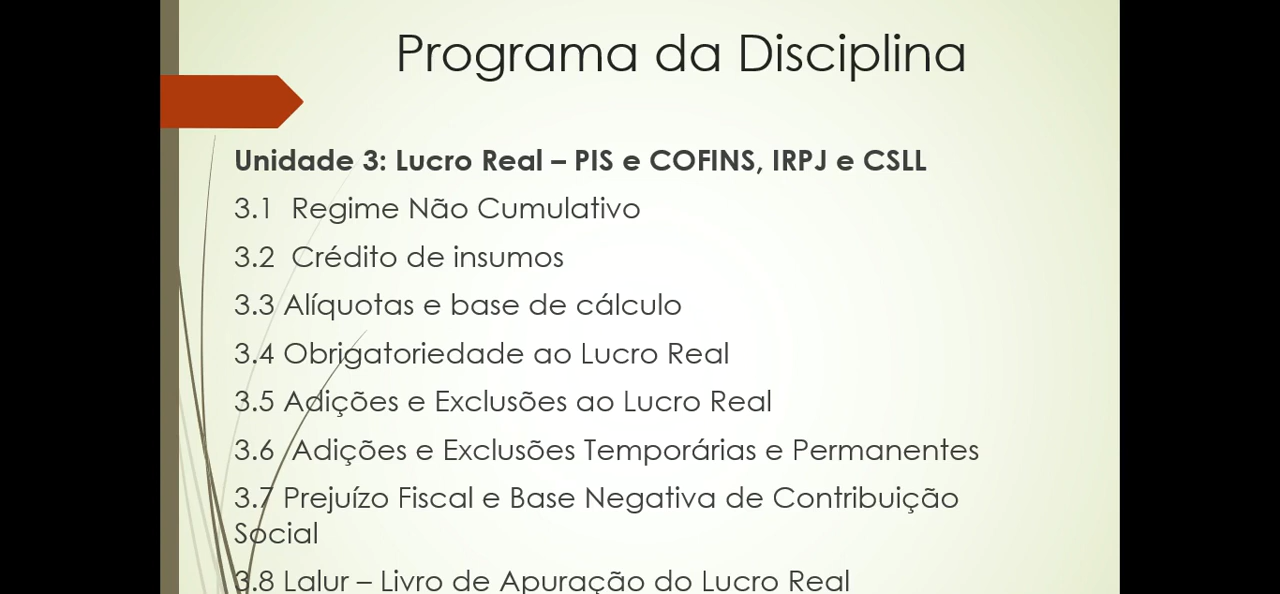 Programa da Disciplina
Unidade 3: Lucro Real – PIS e COFINS, IRPJ e CSLL
3.1 Regime Não Cumulativo
3.2 Crédito de insumos
3.3 Alíquotas e base de cálculo
3.4 Obrigatoriedade ao Lucro Real
3.5 Adições e Exclusões ao Lucro Real
3.6 Adições e Exclusões Temporárias e Permanentes
3.7 Prejuízo Fiscal e Base Negativa de Contribuição
Social
3.8 Lalur – Livro de Apuração do Lucro Real